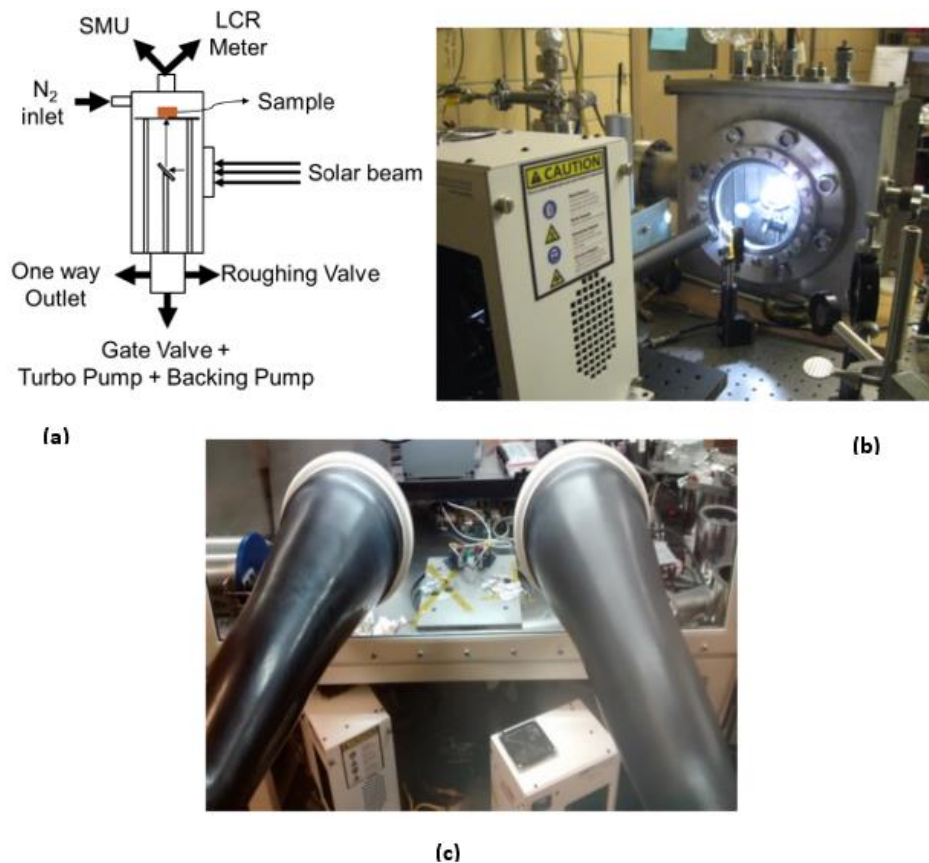 SMU
LCR
Meter
N2
inlet
Sample
Solar beam
One way
Outlet
Roughing Valve
Gate Valve +
Turbo Pump + Backing Pump
(a)
CAUTION
(b)
(c)